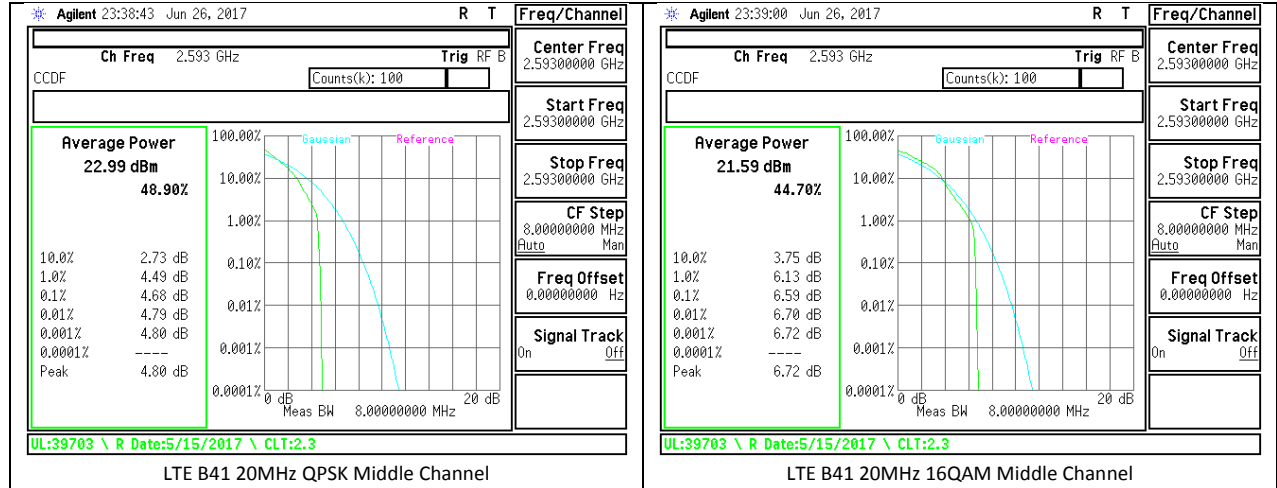 Agilent 23:38:43 Jun 26, 2017 R T
Freq/Channel
Ch Freq 2.593 GHz Trig RF B
CCDF Counts(k): 100
Average Power
22.99 dBm
48.90%
10.0% 2.73 dB
1.0% 4.49 dB
0.1% 4.68 dB
0.01% 4.79 dB
0.001% 4.80 dB
0.0001% ----
Peak 4.80 dB
100.00% Gaussian Reference
10.00%
1.00%
0.10%
0.01%
0.001%
0.0001%
0 dB 20 dB
Meas BW 8.00000000 MHz
Center Freq
2.59300000 GHz
Start Freq
2.59300000 GHz
Stop Freq
2.59300000 GHz
CF Step
8.00000000 MHz
Auto Man
Freq Offset
0.00000000 Hz
Signal Track
On Off
UL:39703 \ R Date:5/15/2017 \ CLT:2.3
LTE B41 20MHz QPSK Middle Channel
Agilent 23:39:00 Jun 26, 2017 R T
Freq/Channel
Ch Freq 2.593 GHz Trig RF B
CCDF Counts(k): 100
Average Power
21.59 dBm
44.70%
10.0% 3.75 dB
1.0% 6.13 dB
0.1% 6.59 dB
0.01% 6.70 dB
0.001% 6.72 dB
0.0001% ----
Peak 6.72 dB
100.00% Gaussian Reference
10.00%
1.00%
0.10%
0.01%
0.001%
0.0001%
0 dB 20 dB
Meas BW 8.00000000 MHz
Center Freq
2.59300000 GHz
Start Freq
2.59300000 GHz
Stop Freq
2.59300000 GHz
CF Step
8.00000000 MHz
Auto Man
Freq Offset
0.00000000 Hz
Signal Track
On Off
UL:39703 \ R Date:5/15/2017 \ CLT:2.3
LTE B41 20MHz 16QAM Middle Channel